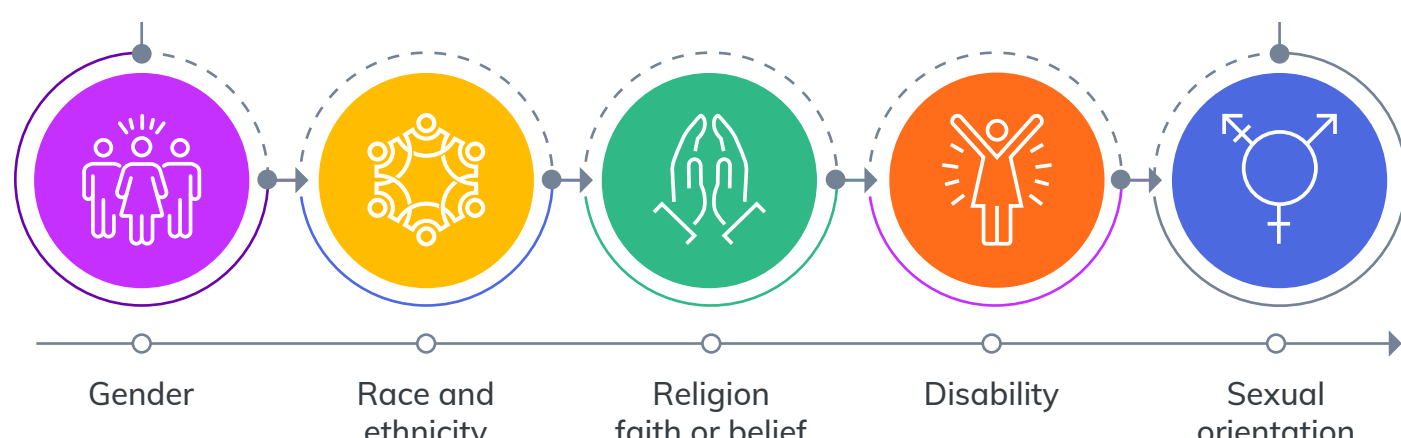 Gender
Race and
ethnicity
Religion
faith or belief
Disability
Sexual
orientation